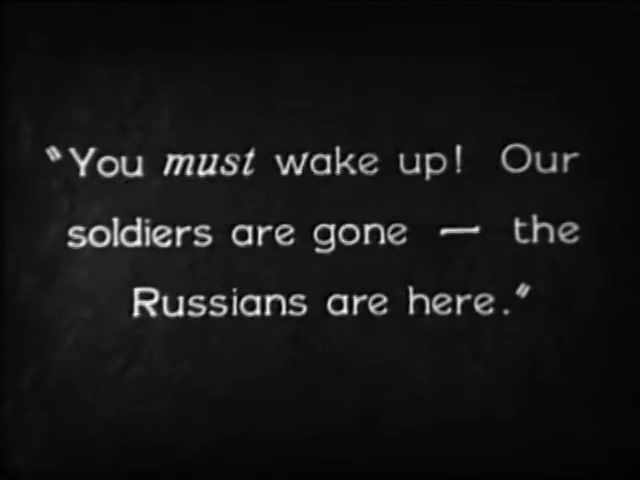 "You must wake up! Our
soldiers are gone — the
Russians are here."